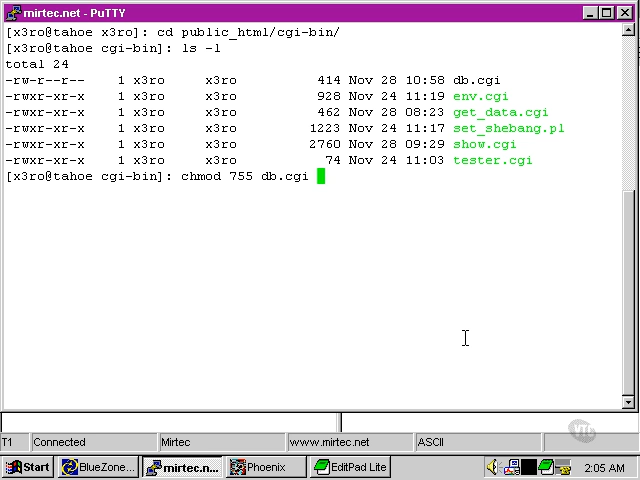 mirtec.net - PuTTY
[x3ro@tahoe x3ro]: cd public_html/cgi-bin/
[x3ro@tahoe cgi-bin]: ls -l
total 24
-rw-r--r-- 1 x3ro x3ro 414 Nov 28 10:58 db.cgi
-rwxr-xr-x 1 x3ro x3ro 928 Nov 24 11:19 env.cgi
-rwxr-xr-x 1 x3ro x3ro 462 Nov 28 08:23 get_data.cgi
-rwxr-xr-x 1 x3ro x3ro 1223 Nov 24 11:17 set_shebang.pl
-rwxr-xr-x 1 x3ro x3ro 2760 Nov 28 09:29 show.cgi
-rwxr-xr-x 1 x3ro x3ro 74 Nov 24 11:03 tester.cgi
[x3ro@tahoe cgi-bin]: chmod 755 db.cgi
VTC
T1 Connected Mirtec www.mirtec.net ASCII
Start BlueZone... mirtec.n... Phoenix EditPad Lite 2:05 AM